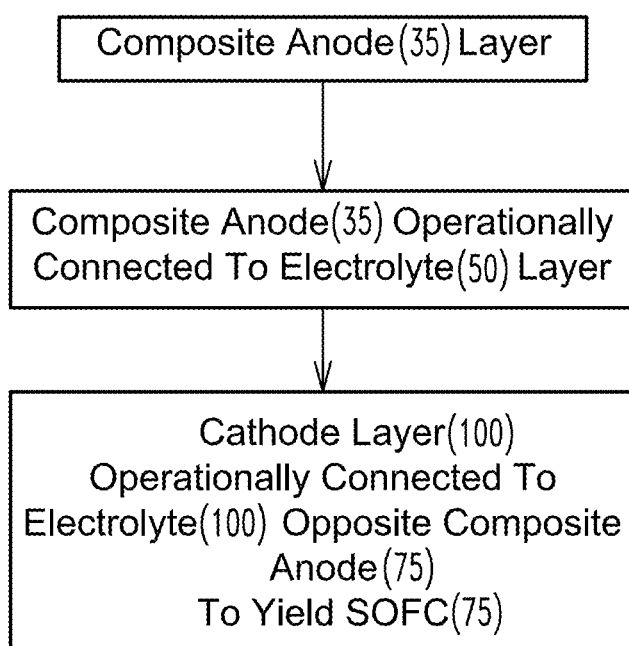 Composite Anode(35) Layer
Composite Anode(35) Operationally
Connected To Electrolyte(50) Layer
Cathode Layer(100)
Operationally Connected To
Electrolyte(100) Opposite Composite
Anode(75)
To Yield SOFC(75)